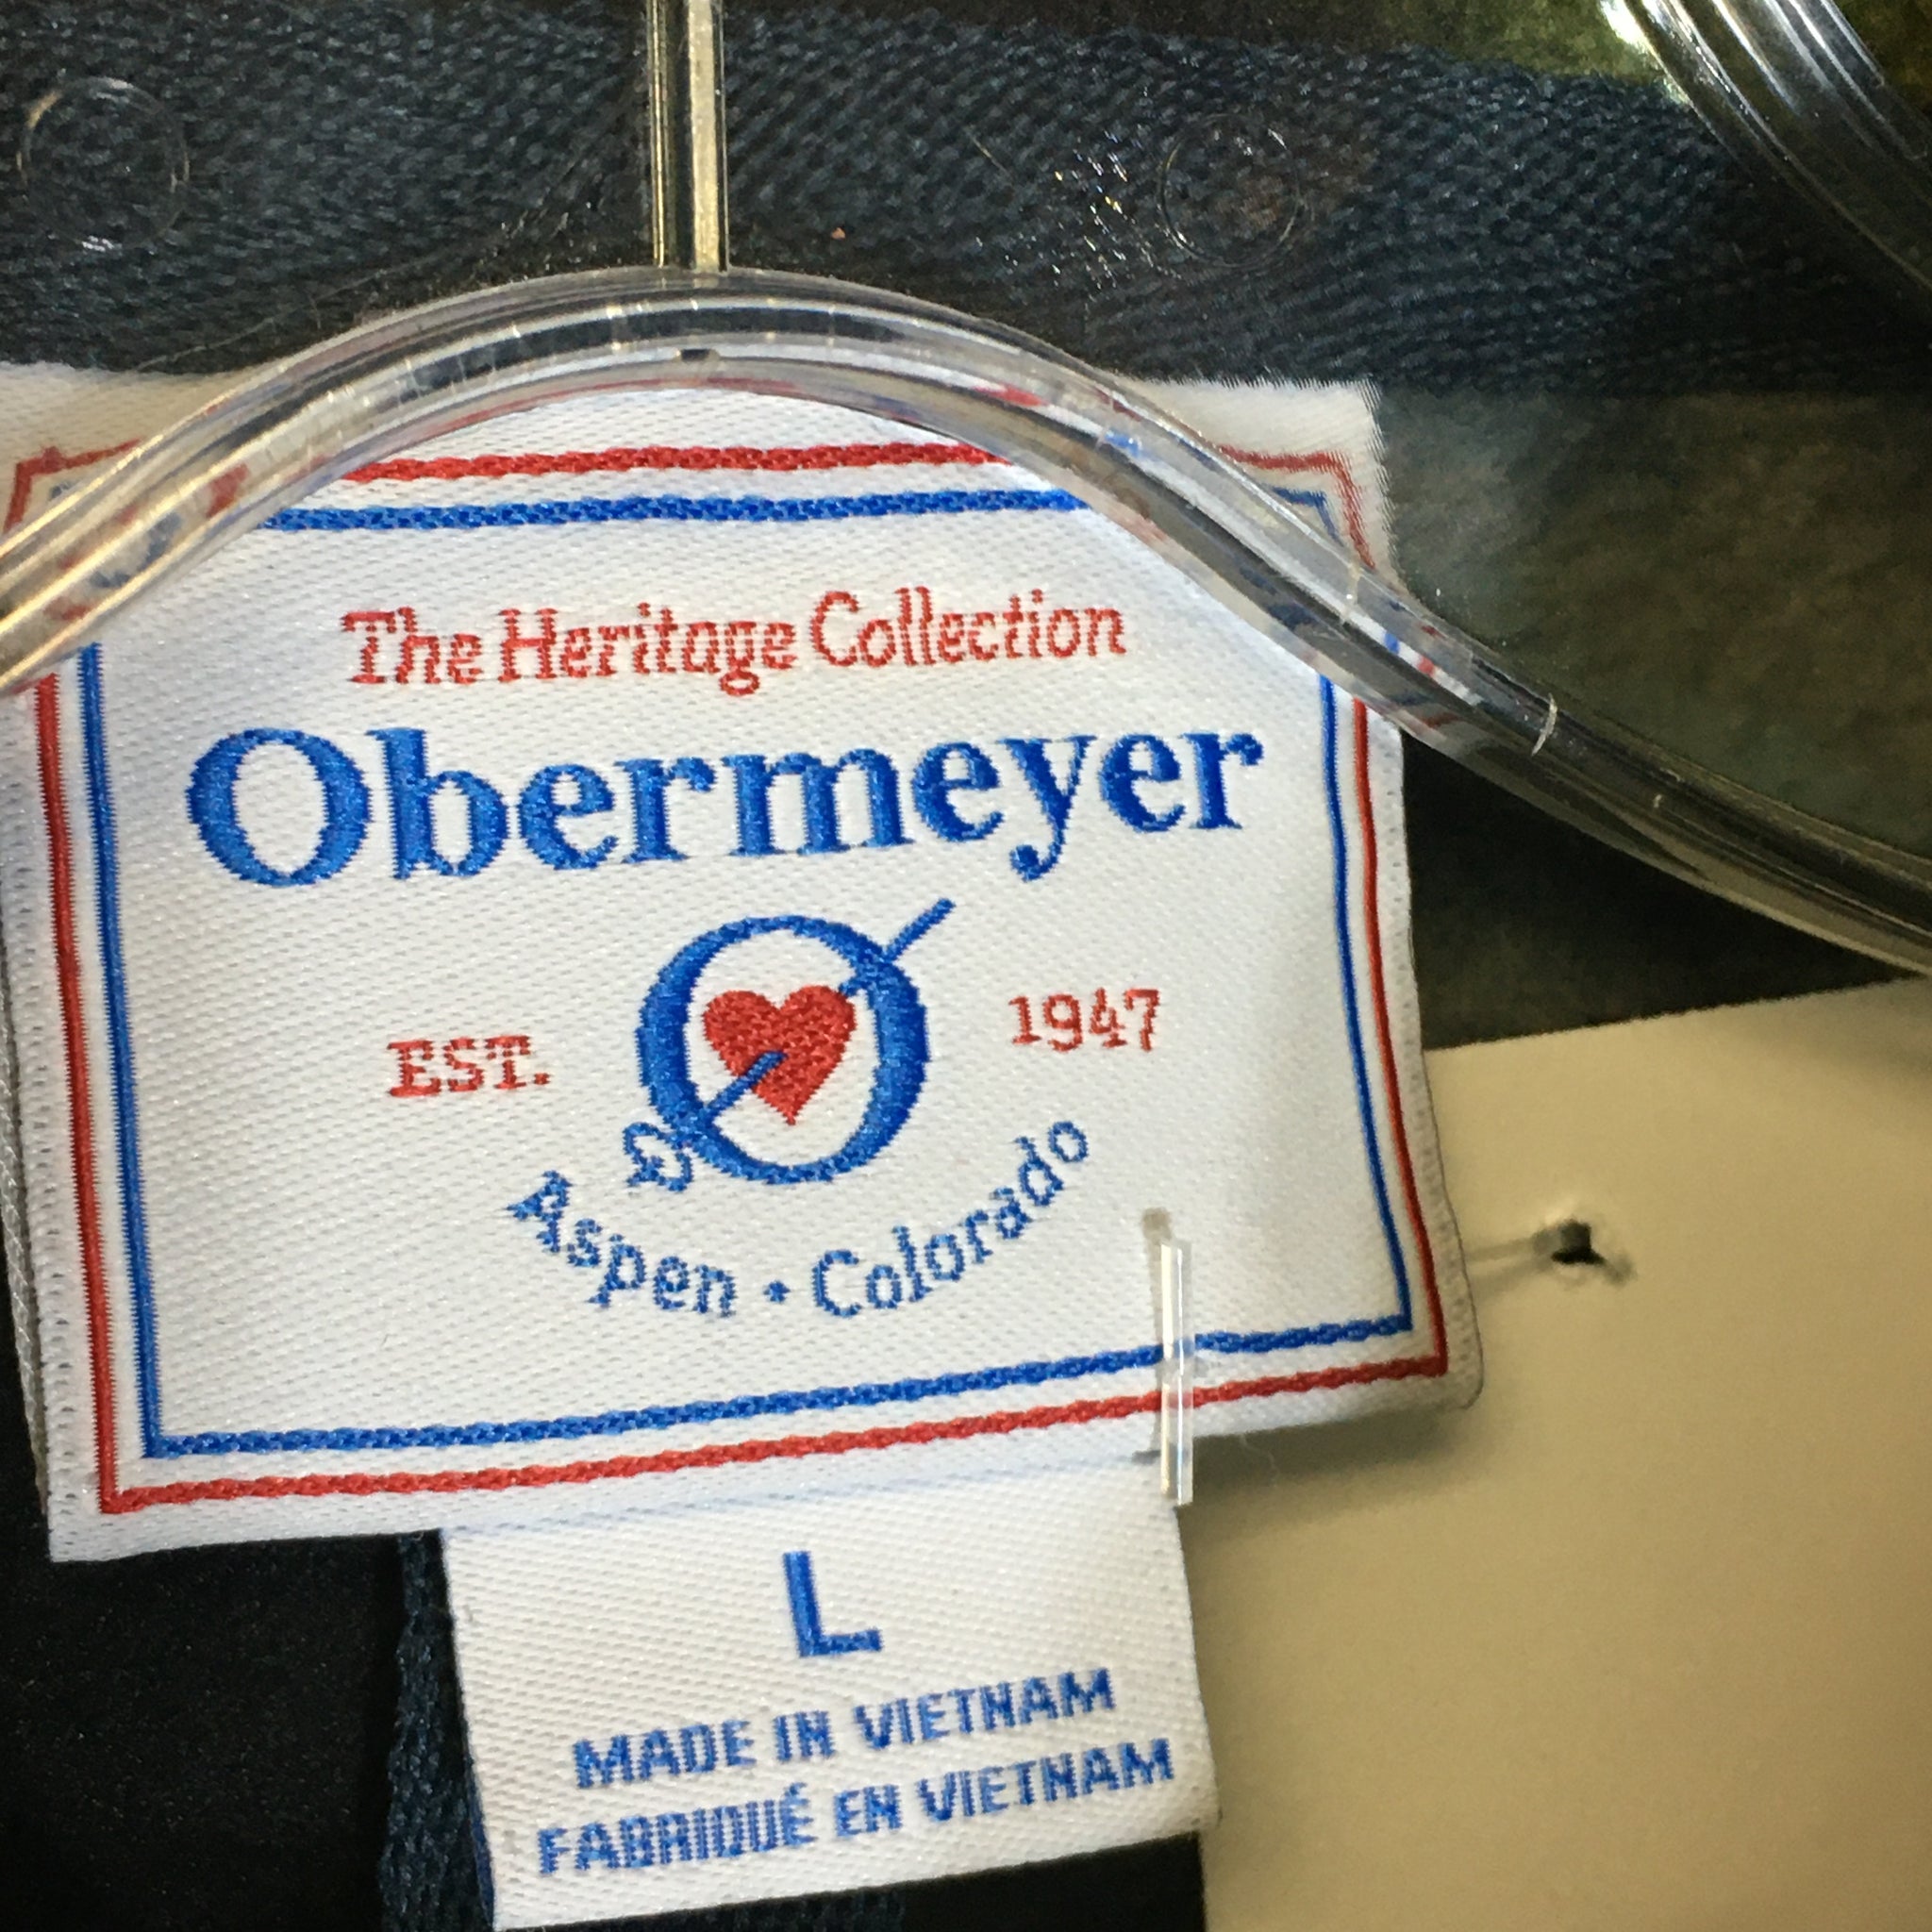 The Heritage Collection
Obermeyer
EST. 1947
Aspen • Colorado
L
MADE IN VIETNAM
FABRIQUÉ EN VIETNAM